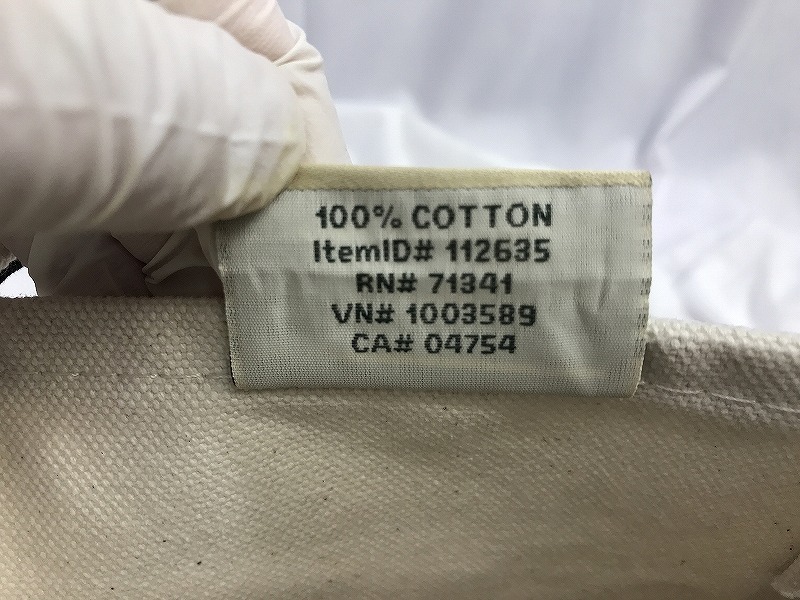 100% COTTON
ItemID# 112635
RN# 71341
VN# 1003589
CA# 04754